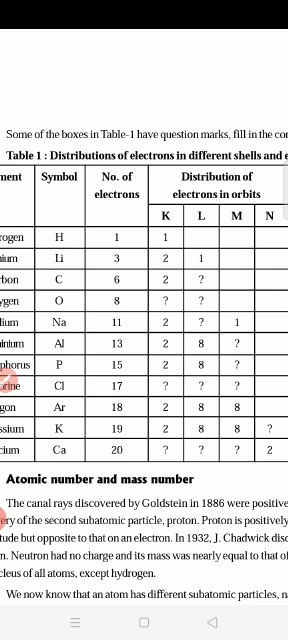 Some of the boxes in Table-1 have question marks, fill in the
Table 1 : Distributions of electrons in different shells and
Symbol No. of electrons Distribution of electrons in orbits
K L M N
H 1 1
Li 3 2 1
C 6 2 ?
O 8 ? ?
Na 11 2 ? 1
Al 13 2 8 ?
P 15 2 8 ?
Cl 17 ? ? ?
Ar 18 2 8 8
K 19 2 8 8 ?
Ca 20 ? ? ? 2
Atomic number and mass number
The canal rays discovered by Goldstein in 1886 were
of the second subatomic particle, proton. Proton is positively
but opposite to that on an electron. In 1932, J. Chadwick
Neutron had no charge and its mass was nearly equal to that
of all atoms, except hydrogen.
We now know that an atom has different subatomic particles,